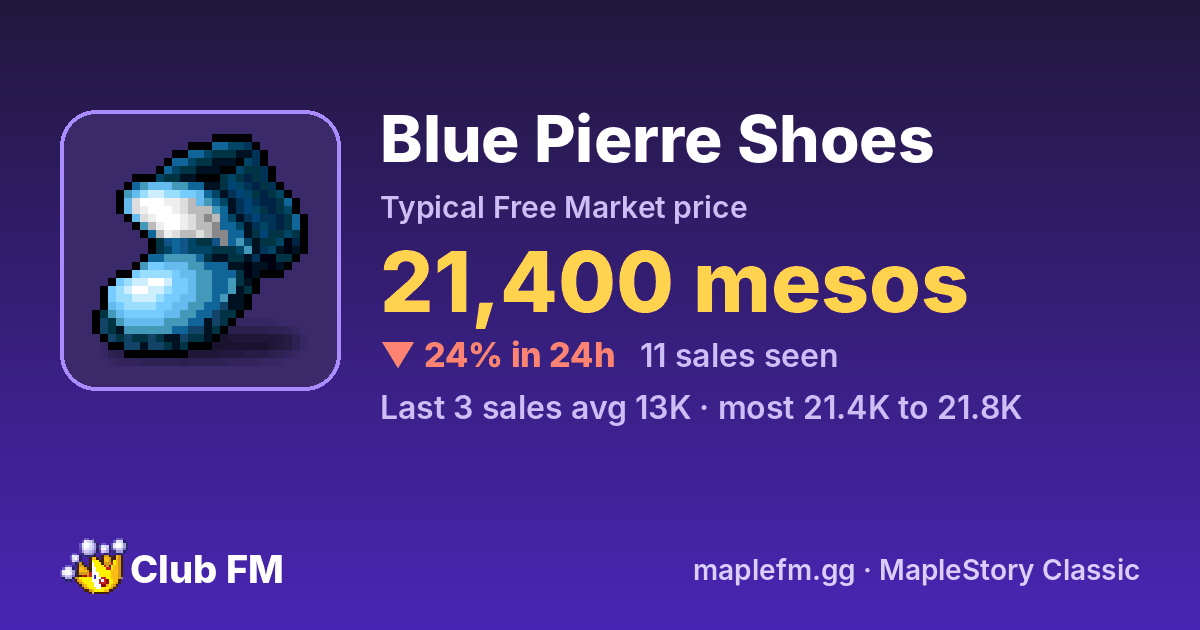 Blue Pierre Shoes
Typical Free Market price
21,400 mesos
▼ 24% in 24h 11 sales seen
Last 3 sales avg 13K · most 21.4K to 21.8K
Club FM
maplefm.gg · MapleStory Classic